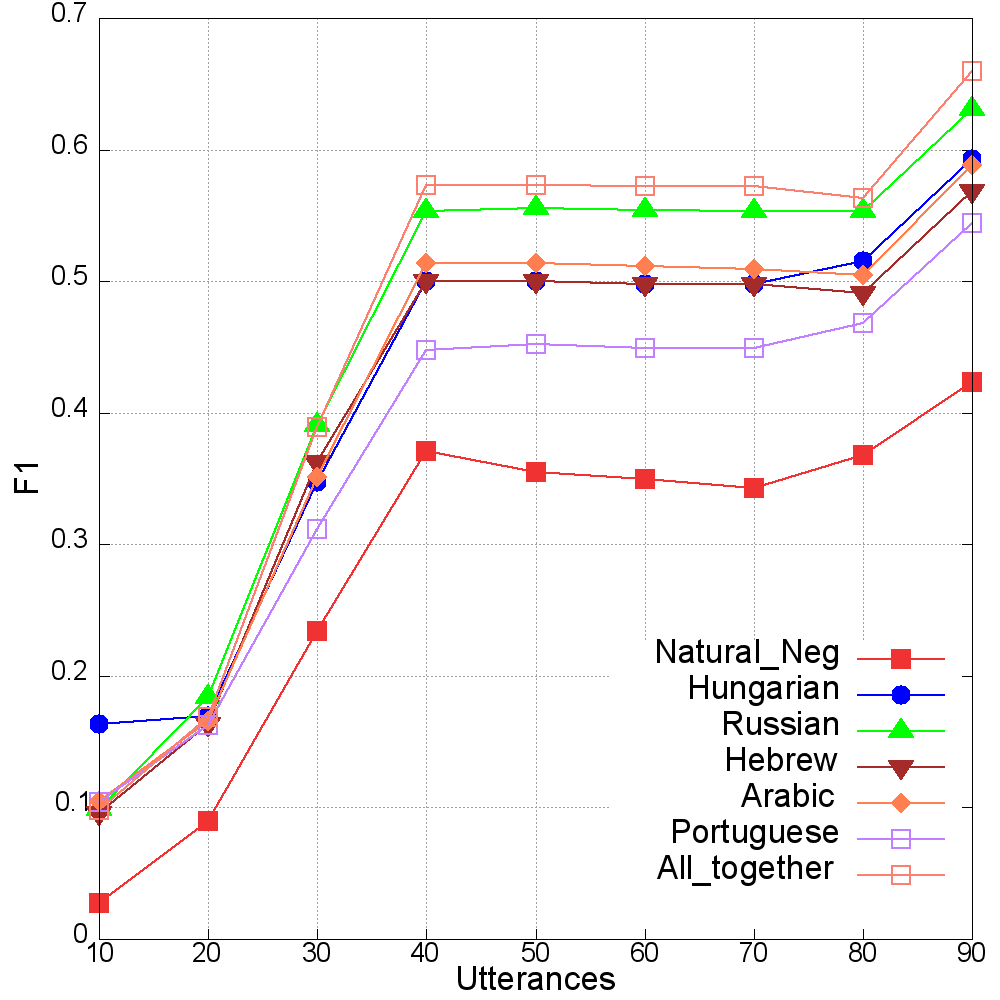 0.7
0.6
0.5
0.4
0.3
0.2
0.1
0
F1
Natural_Neg
Hungarian
Russian
Hebrew
Arabic
Portuguese
All_together
10 20 30 40 50 60 70 80 90
Utterances